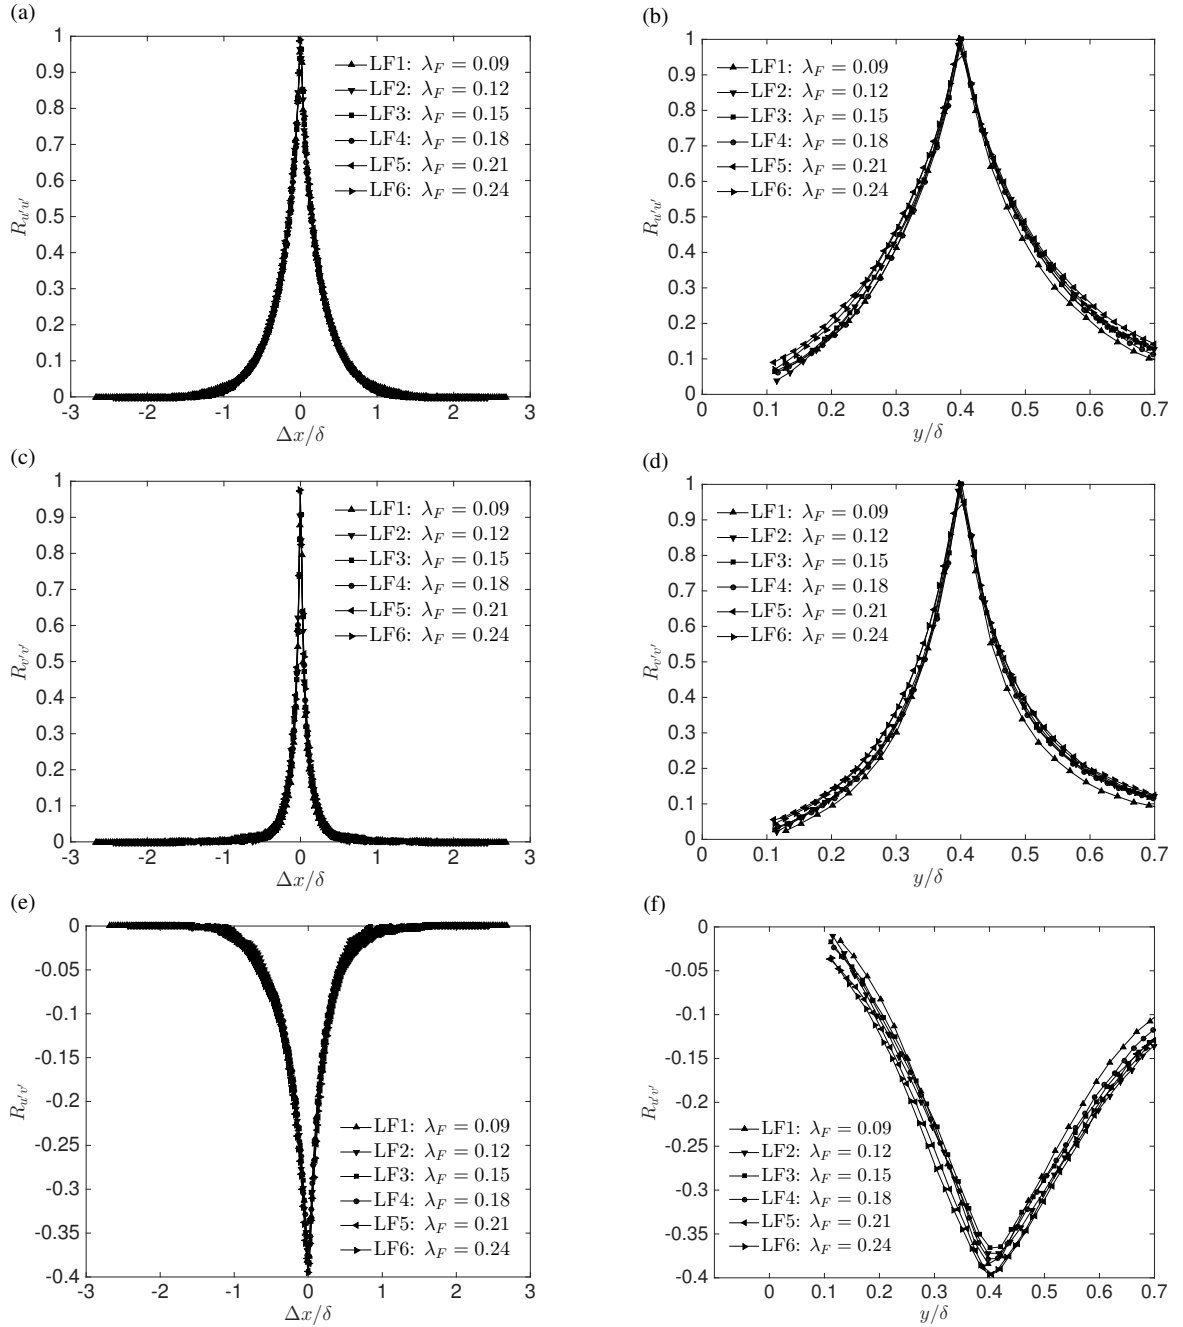 (a)
1
0.9
0.8
0.7
0.6
0.5
0.4
0.3
0.2
0.1
0
-3 -2 -1 0 1 2 3
R_{u'u'}
Δx/δ
LF1: λ_F = 0.09
LF2: λ_F = 0.12
LF3: λ_F = 0.15
LF4: λ_F = 0.18
LF5: λ_F = 0.21
LF6: λ_F = 0.24
(b)
1
0.9
0.8
0.7
0.6
0.5
0.4
0.3
0.2
0.1
0
0 0.1 0.2 0.3 0.4 0.5 0.6 0.7
R_{u'u'}
y/δ
LF1: λ_F = 0.09
LF2: λ_F = 0.12
LF3: λ_F = 0.15
LF4: λ_F = 0.18
LF5: λ_F = 0.21
LF6: λ_F = 0.24
(c)
1
0.9
0.8
0.7
0.6
0.5
0.4
0.3
0.2
0.1
0
-3 -2 -1 0 1 2 3
R_{v'v'}
Δx/δ
LF1: λ_F = 0.09
LF2: λ_F = 0.12
LF3: λ_F = 0.15
LF4: λ_F = 0.18
LF5: λ_F = 0.21
LF6: λ_F = 0.24
(d)
1
0.9
0.8
0.7
0.6
0.5
0.4
0.3
0.2
0.1
0
0 0.1 0.2 0.3 0.4 0.5 0.6 0.7
R_{v'v'}
y/δ
LF1: λ_F = 0.09
LF2: λ_F = 0.12
LF3: λ_F = 0.15
LF4: λ_F = 0.18
LF5: λ_F = 0.21
LF6: λ_F = 0.24
(e)
0
-0.05
-0.1
-0.15
-0.2
-0.25
-0.3
-0.35
-0.4
-3 -2 -1 0 1 2 3
R_{u'v'}
Δx/δ
LF1: λ_F = 0.09
LF2: λ_F = 0.12
LF3: λ_F = 0.15
LF4: λ_F = 0.18
LF5: λ_F = 0.21
LF6: λ_F = 0.24
(f)
0
-0.05
-0.1
-0.15
-0.2
-0.25
-0.3
-0.35
-0.4
0 0.1 0.2 0.3 0.4 0.5 0.6 0.7
R_{u'v'}
y/δ
LF1: λ_F = 0.09
LF2: λ_F = 0.12
LF3: λ_F = 0.15
LF4: λ_F = 0.18
LF5: λ_F = 0.21
LF6: λ_F = 0.24